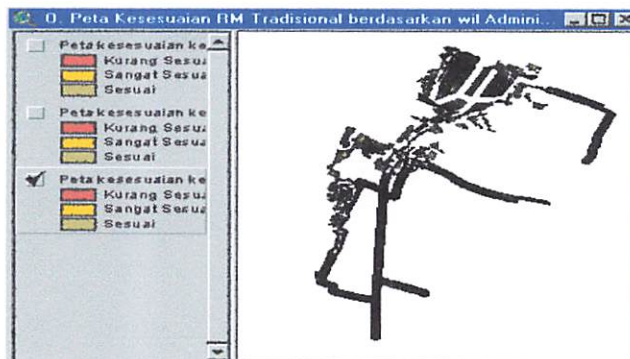 0. Peta Kesesuaian RM Tradisional berdasarkan wil Admini...
Peta kesesuaian ke
Kurang Sesua
Sangat Sesua
Sesuai
Peta kesesuaian ke
Kurang Sesua
Sangat Sesua
Sesuai
Peta kesesuaian ke
Kurang Sesua
Sangat Sesua
Sesuai